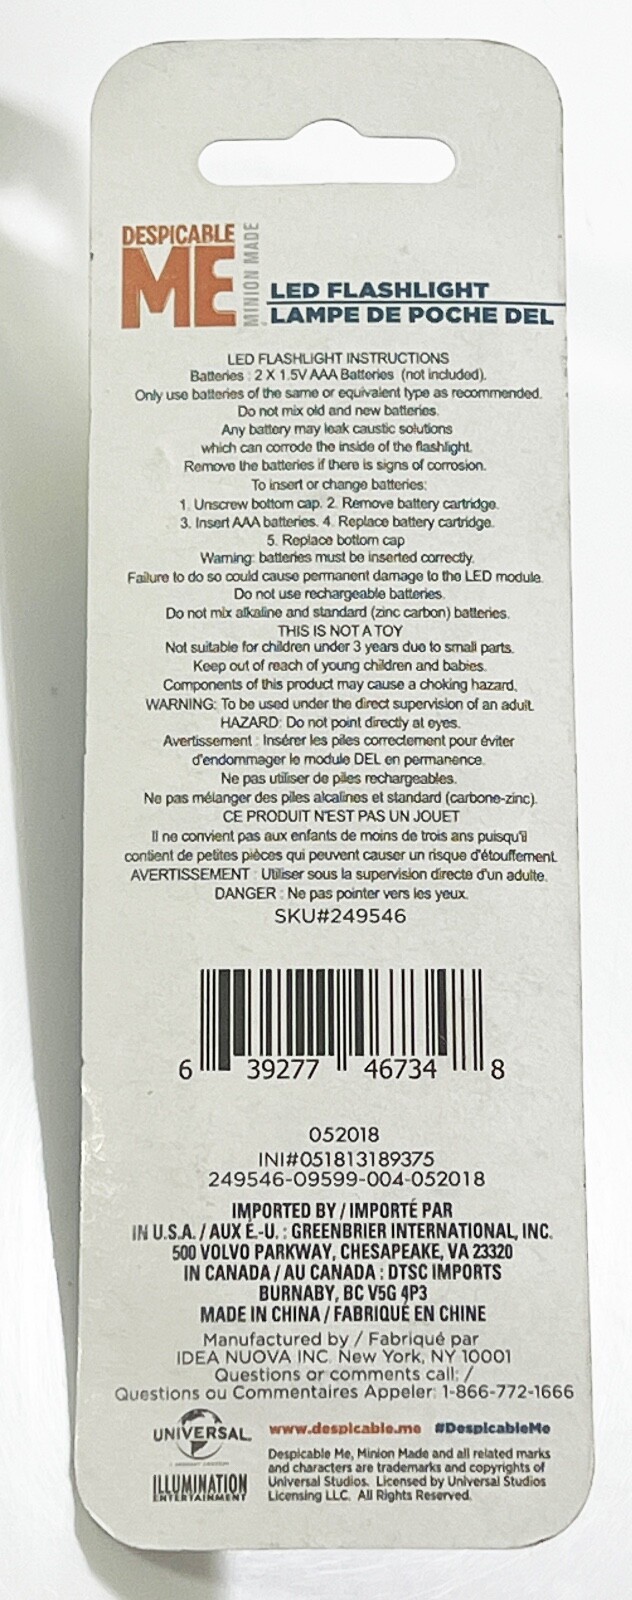 DESPICABLE
ME
MINION MADE
LED FLASHLIGHT
LAMPE DE POCHE DEL
LED FLASHLIGHT INSTRUCTIONS
Batteries : 2 X 1.5V AAA Batteries (not included).
Only use batteries of the same or equivalent type as recommended.
Do not mix old and new batteries.
Any battery may leak caustic solutions
which can corrode the inside of the flashlight.
Remove the batteries if there is signs of corrosion.
To insert or change batteries:
1. Unscrew bottom cap. 2. Remove battery cartridge.
3. Insert AAA batteries. 4. Replace battery cartridge.
5. Replace bottom cap
Warning: batteries must be inserted correctly.
Failure to do so could cause permanent damage to the LED module.
Do not use rechargeable batteries.
Do not mix alkaline and standard (zinc carbon) batteries.
THIS IS NOT A TOY
Not suitable for children under 3 years due to small parts.
Keep out of reach of young children and babies.
Components of this product may cause a choking hazard.
WARNING: To be used under the direct supervision of an adult.
HAZARD: Do not point directly at eyes.
Avertissement : Insérer les piles correctement pour éviter
d'endommager le module DEL en permanence.
Ne pas utiliser de piles rechargeables.
Ne pas mélanger des piles alcalines et standard (carbone-zinc).
CE PRODUIT N'EST PAS UN JOUET
Il ne convient pas aux enfants de moins de trois ans puisqu'il
contient de petites pièces qui peuvent causer un risque d'étouffement.
AVERTISSEMENT : Utiliser sous la supervision directe d'un adulte.
DANGER : Ne pas pointer vers les yeux.
SKU#249546
6 39277 46734 8
052018
INI#051813189375
249546-09599-004-052018
IMPORTED BY / IMPORTÉ PAR
IN U.S.A. / AUX É.-U. : GREENBRIER INTERNATIONAL, INC.
500 VOLVO PARKWAY, CHESAPEAKE, VA 23320
IN CANADA / AU CANADA : DTSC IMPORTS
BURNABY, BC V5G 4P3
MADE IN CHINA / FABRIQUÉ EN CHINE
Manufactured by / Fabriqué par
IDEA NUOVA INC. New York, NY 10001
Questions or comments call: /
Questions ou Commentaires Appeler: 1-866-772-1666
UNIVERSAL
www.despicable.me #DespicableMe
ILLUMINATION
ENTERTAINMENT
Despicable Me, Minion Made and all related marks
and characters are trademarks and copyrights of
Universal Studios. Licensed by Universal Studios
Licensing LLC. All Rights Reserved.